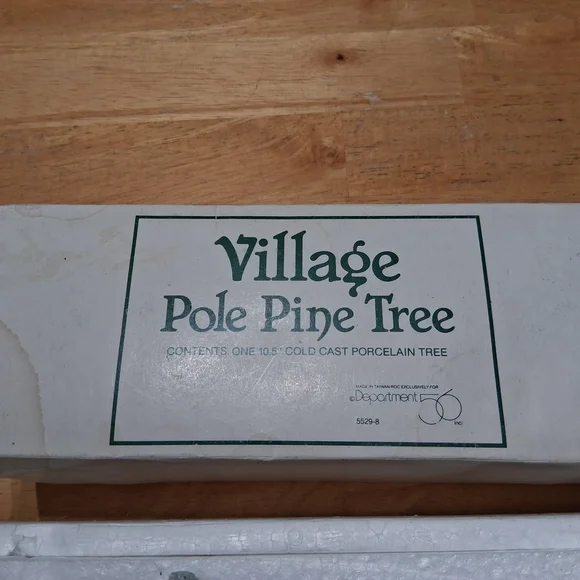 Village
Pole Pine Tree
CONTENTS ONE 10.5" COLD CAST PORCELAIN TREE
MADE IN TAIWAN ROC EXCLUSIVELY FOR
©Department 56 INC.
5529-8